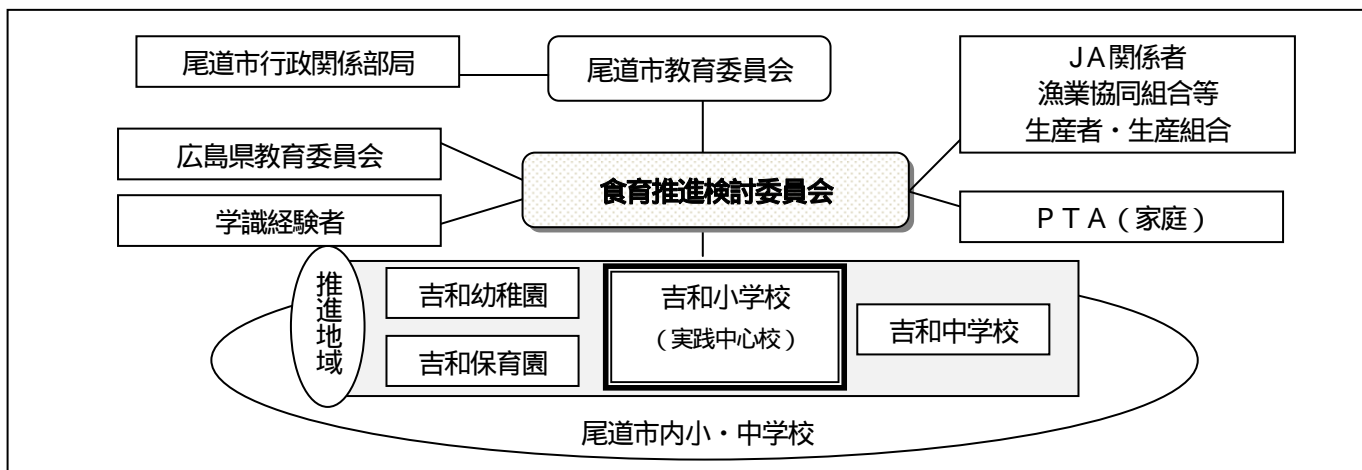 尾道市行政関係部局
尾道市教育委員会
JA関係者
漁業協同組合等
生産者・生産組合
広島県教育委員会
食育推進検討委員会
学識経験者
PTA(家庭)
推進地域
吉和幼稚園
吉和保育園
吉和小学校
(実践中心校)
吉和中学校
尾道市内小・中学校